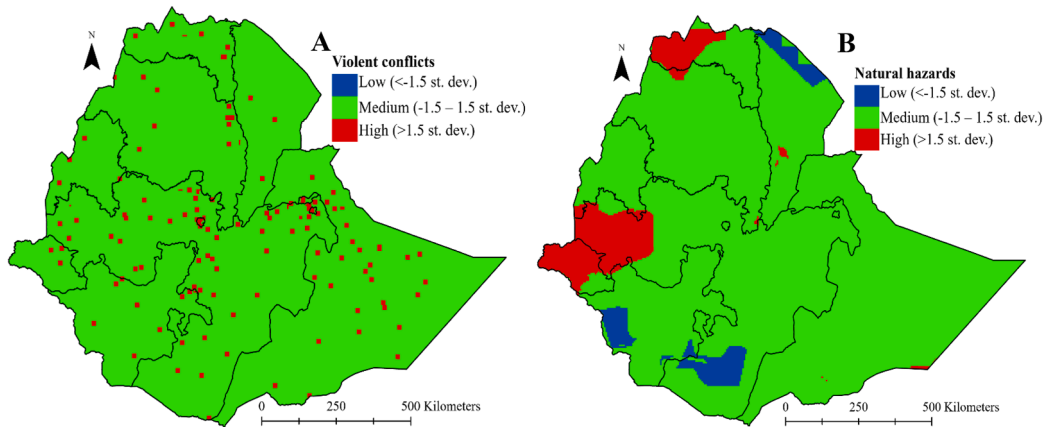 N
A
Violent conflicts
Low (<-1.5 st. dev.)
Medium (-1.5 – 1.5 st. dev.)
High (>1.5 st. dev.)
0 250 500 Kilometers
N
B
Natural hazards
Low (<-1.5 st. dev.)
Medium (-1.5 – 1.5 st. dev.)
High (>1.5 st. dev.)
0 250 500 Kilometers